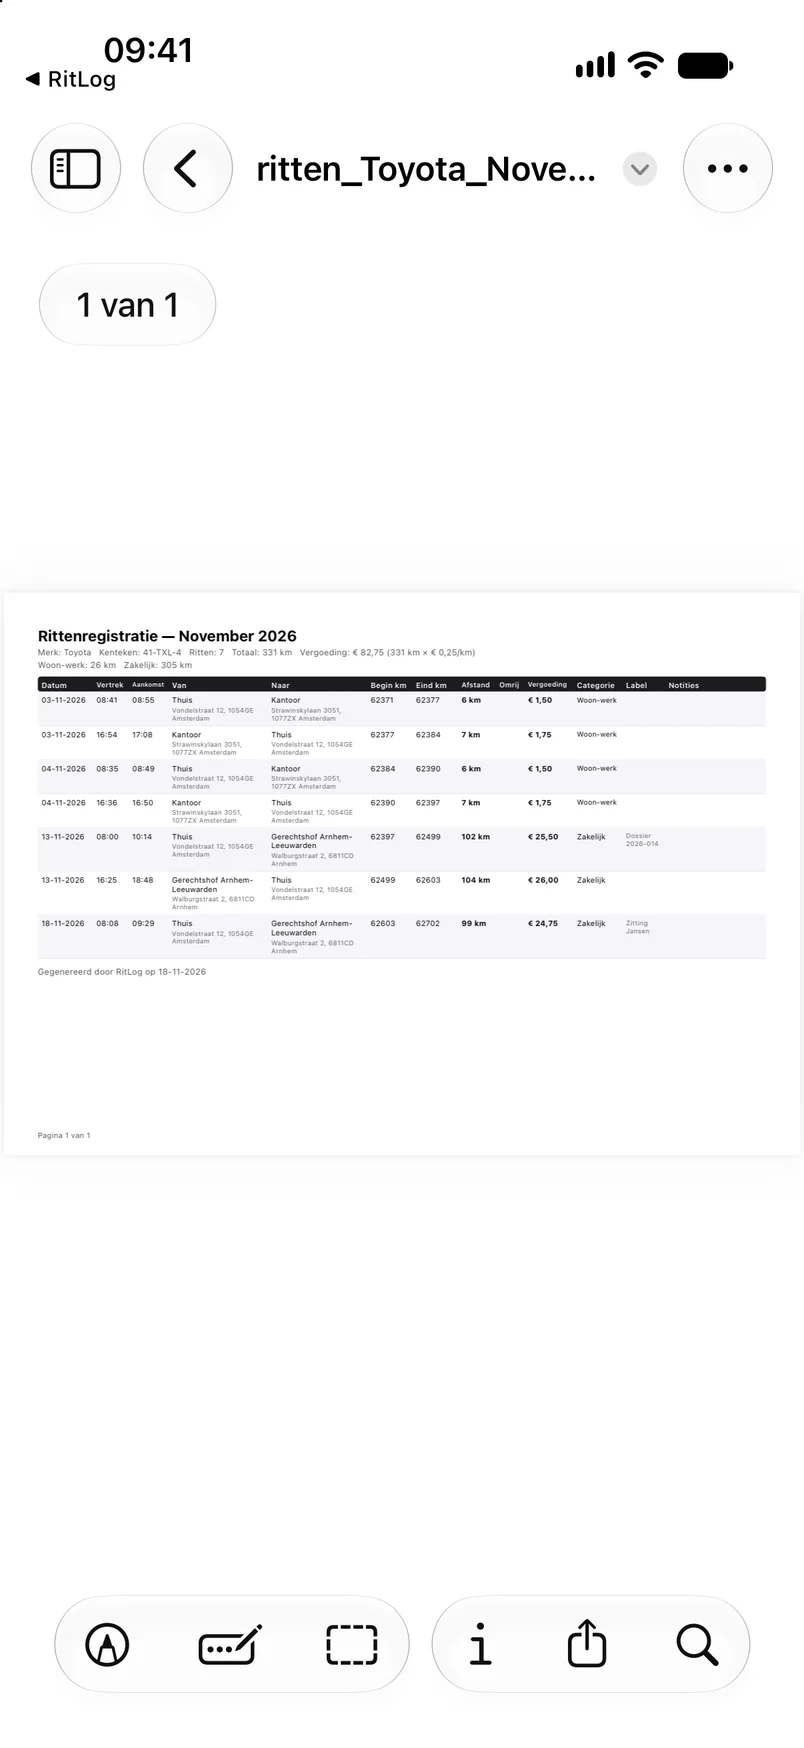 09:41
◀ RitLog
ritten_Toyota_Nove...
1 van 1
Rittenregistratie — November 2026
Merk: Toyota Kenteken: 41-TXL-4 Ritten: 7 Totaal: 331 km Vergoeding: € 82,75 (331 km × € 0,25/km)
Woon-werk: 26 km Zakelijk: 305 km
Datum Vertrek Aankomst Van Naar Begin km Eind km Afstand Omrij Vergoeding Categorie Label Notities
03-11-2026 08:41 08:55 Thuis Kantoor 62371 62377 6 km € 1,50 Woon-werk
Vondelstraat 12, 1054GE Strawinskylaan 3051,
Amsterdam 1077ZX Amsterdam
03-11-2026 16:54 17:08 Kantoor Thuis 62377 62384 7 km € 1,75 Woon-werk
Strawinskylaan 3051, Vondelstraat 12, 1054GE
1077ZX Amsterdam Amsterdam
04-11-2026 08:35 08:49 Thuis Kantoor 62384 62390 6 km € 1,50 Woon-werk
Vondelstraat 12, 1054GE Strawinskylaan 3051,
Amsterdam 1077ZX Amsterdam
04-11-2026 16:36 16:50 Kantoor Thuis 62390 62397 7 km € 1,75 Woon-werk
Strawinskylaan 3051, Vondelstraat 12, 1054GE
1077ZX Amsterdam Amsterdam
13-11-2026 08:00 10:14 Thuis Gerechtshof Arnhem- 62397 62499 102 km € 25,50 Zakelijk Dossier
Vondelstraat 12, 1054GE Leeuwarden 2026-014
Amsterdam Walburgstraat 2, 6811CD
Arnhem
13-11-2026 16:25 18:48 Gerechtshof Arnhem- Thuis 62499 62603 104 km € 26,00 Zakelijk
Leeuwarden Vondelstraat 12, 1054GE
Walburgstraat 2, 6811CD Amsterdam
Arnhem
18-11-2026 08:08 09:29 Thuis Gerechtshof Arnhem- 62603 62702 99 km € 24,75 Zakelijk Zitting
Vondelstraat 12, 1054GE Leeuwarden Jansen
Amsterdam Walburgstraat 2, 6811CD
Arnhem
Gegenereerd door RitLog op 18-11-2026
Pagina 1 van 1